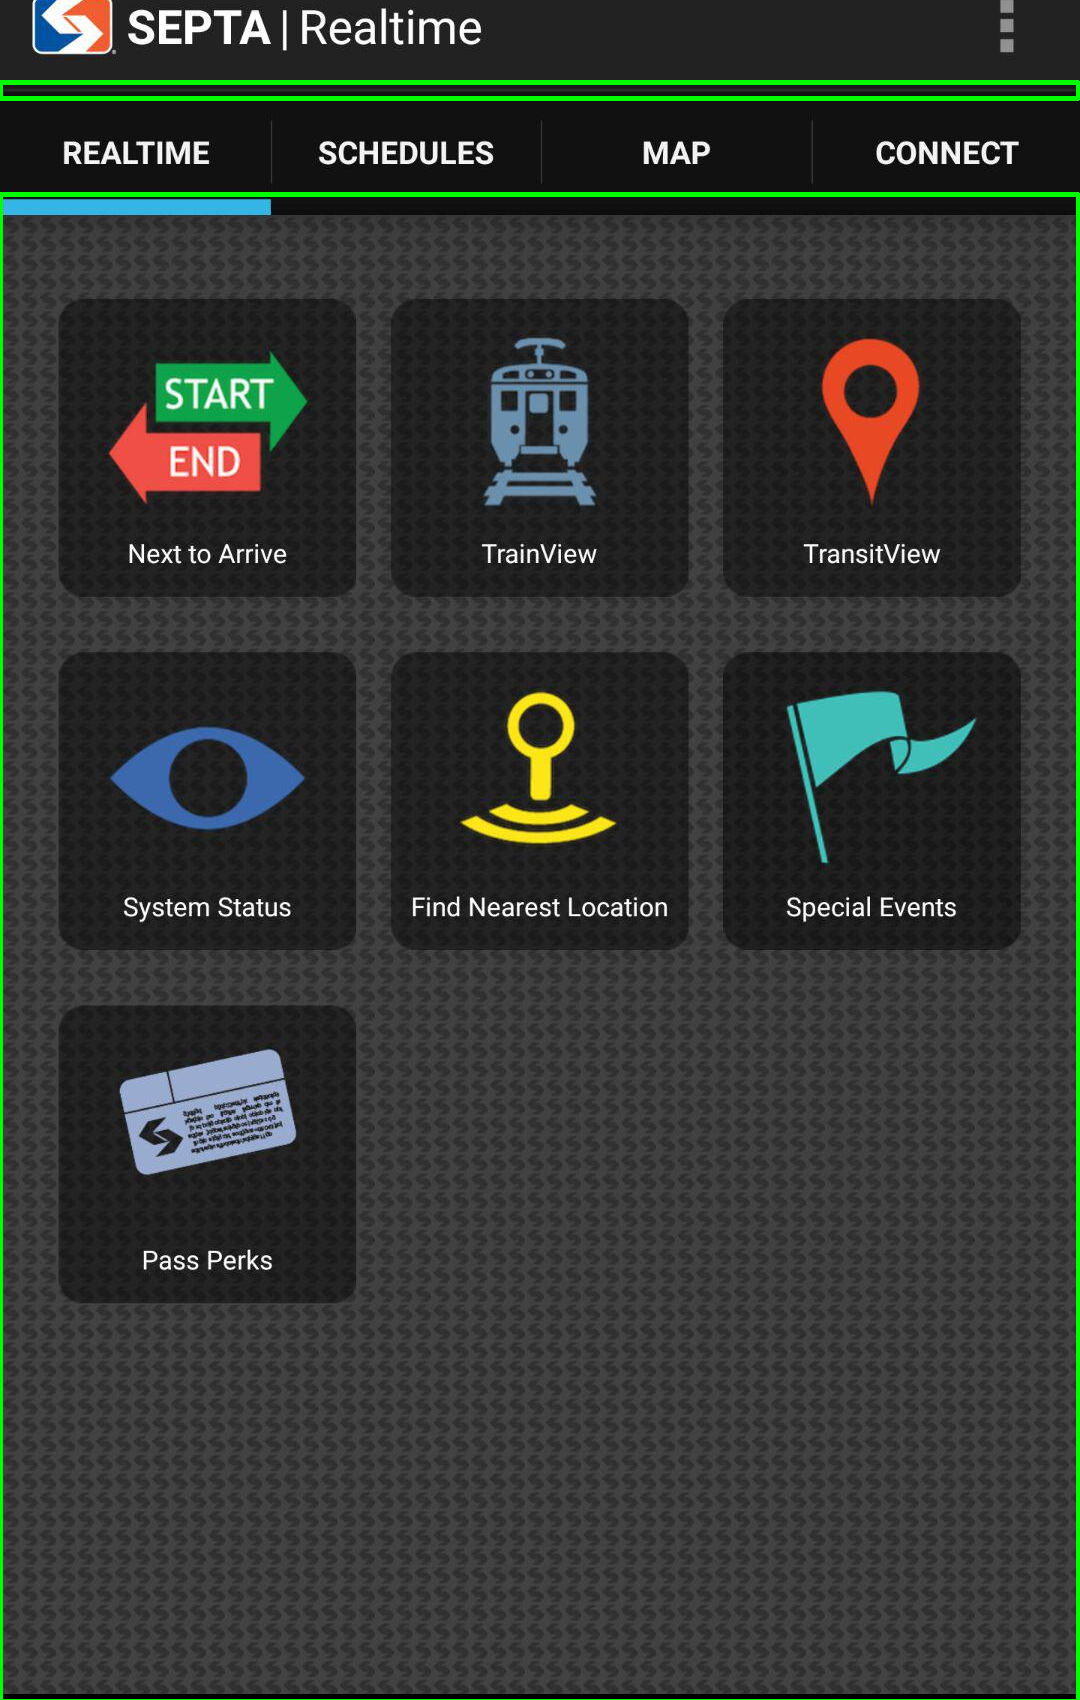 SEPTA | Realtime
REALTIME SCHEDULES MAP CONNECT
START
END
Next to Arrive TrainView TransitView
System Status Find Nearest Location Special Events
Pass Perks